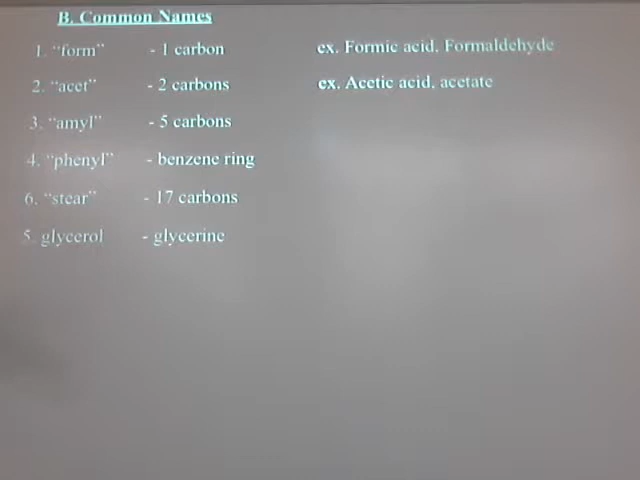 B. Common Names
1. "form" - 1 carbon ex. Formic acid, Formaldehyde
2. "acet" - 2 carbons ex. Acetic acid, acetate
3. "amyl" - 5 carbons
4. "phenyl" - benzene ring
6. "stear" - 17 carbons
5. glycerol - glycerine